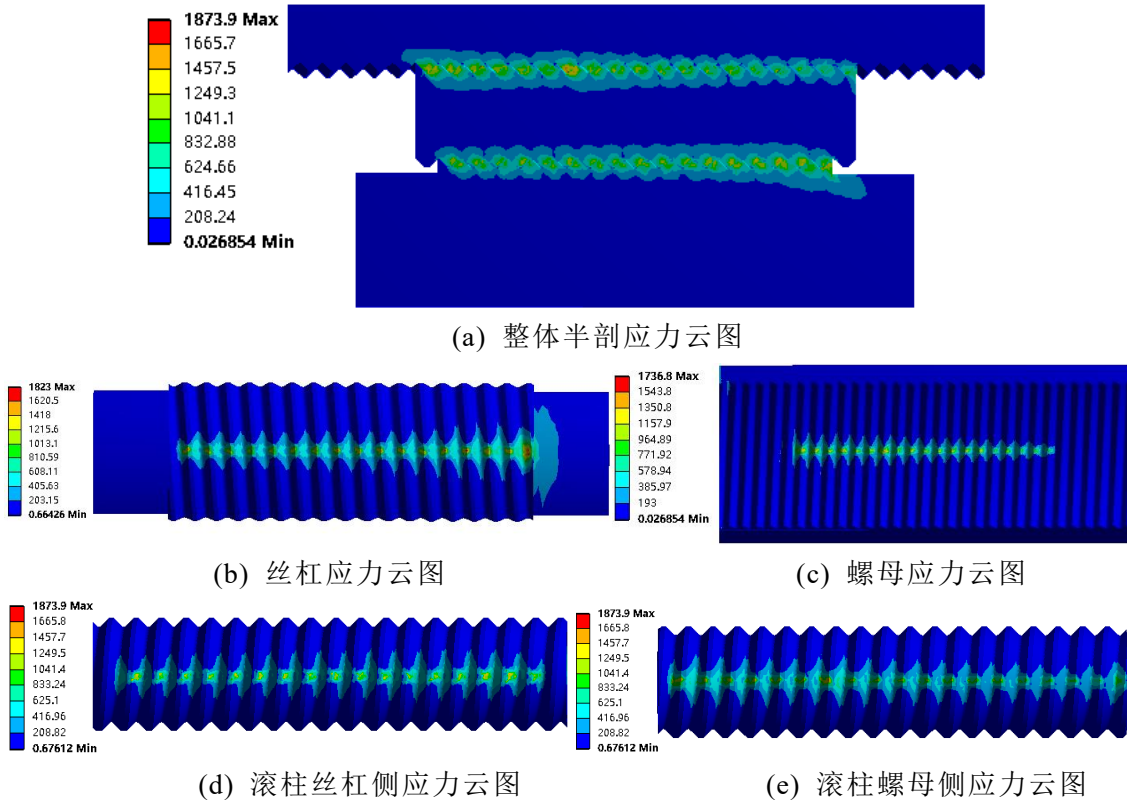 1873.9 Max
1665.7
1457.5
1249.3
1041.1
832.88
624.66
416.45
208.24
0.026854 Min
(a) 整体半剖应力云图
1823 Max
1620.5
1418
1215.6
1013.1
810.59
608.11
405.63
203.15
0.66426 Min
(b) 丝杠应力云图
1736.8 Max
1543.8
1350.8
1157.9
964.89
771.92
578.94
385.97
193
0.026854 Min
(c) 螺母应力云图
1873.9 Max
1665.8
1457.7
1249.5
1041.4
833.24
625.1
416.96
208.82
0.67612 Min
(d) 滚柱丝杠侧应力云图
1873.9 Max
1665.8
1457.7
1249.5
1041.4
833.24
625.1
416.96
208.82
0.67612 Min
(e) 滚柱螺母侧应力云图